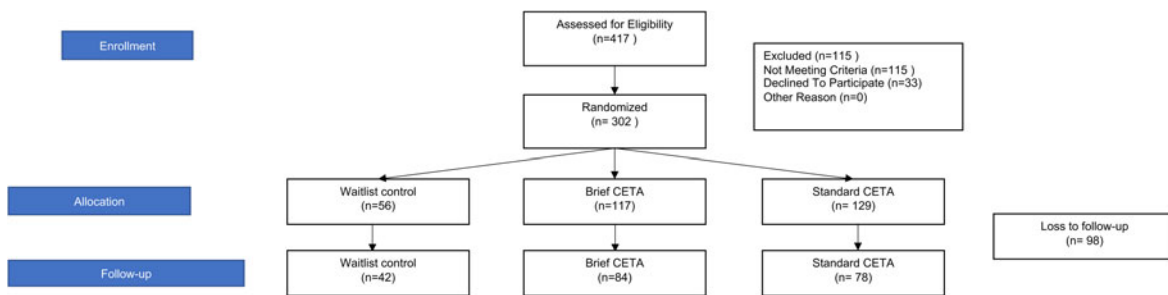 Assessed for Eligibility
(n=417 )
Enrollment
Excluded (n=115 )
Not Meeting Criteria (n=115 )
Declined To Participate (n=33)
Other Reason (n=0)
Randomized
(n= 302 )
Allocation
Waitlist control
(n=56)
Brief CETA
(n=117)
Standard CETA
(n= 129)
Loss to follow-up
(n= 98)
Follow-up
Waitlist control
(n=42)
Brief CETA
(n=84)
Standard CETA
(n= 78)